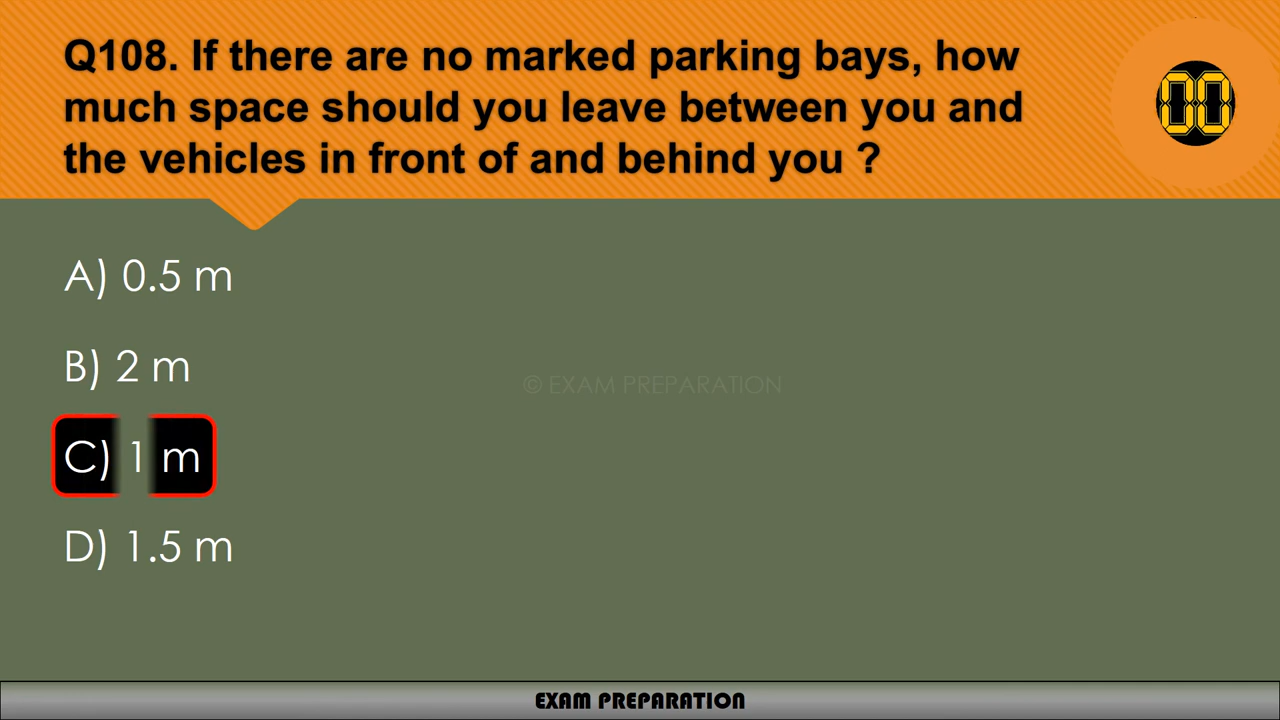 Q108. If there are no marked parking bays, how
much space should you leave between you and
the vehicles in front of and behind you ?
00
A) 0.5 m
B) 2 m
© EXAM PREPARATION
C) 1 m
D) 1.5 m
EXAM PREPARATION